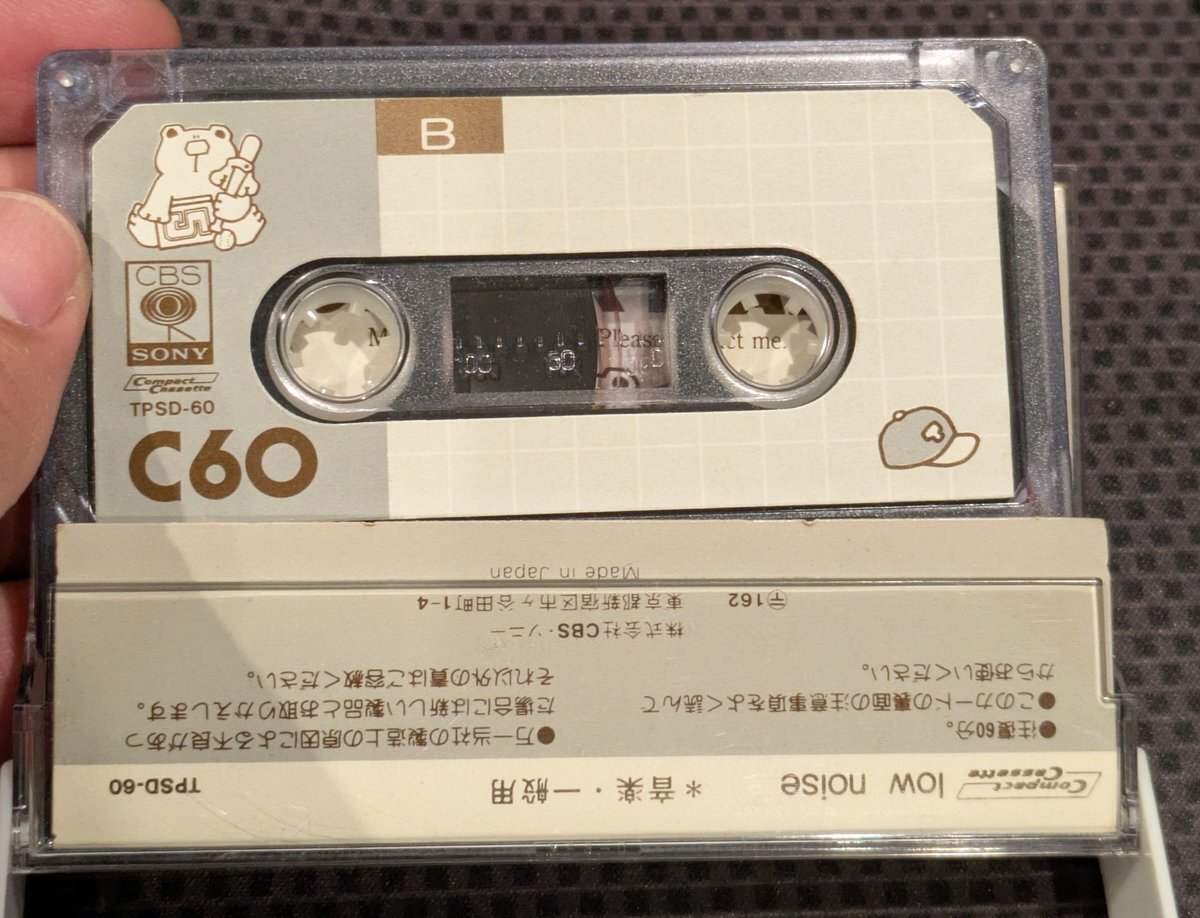 B
CBS
SONY
Compact Cassette
TPSD-60
C60
100 50 0
Please
me.
Compact Cassette low noise ＊音楽・一般用 TPSD-60
●往復60分。
●このカードの裏面の注意事項をよく読んで
からお使いください。
●万一当社の製造上の原因による不良があっ
た場合には新しい製品とお取りかえします。
それ以外の責はご容赦ください。
株式会社CBS・ソニー
〒162 東京都新宿区市ヶ谷田町1-4
Made in Japan